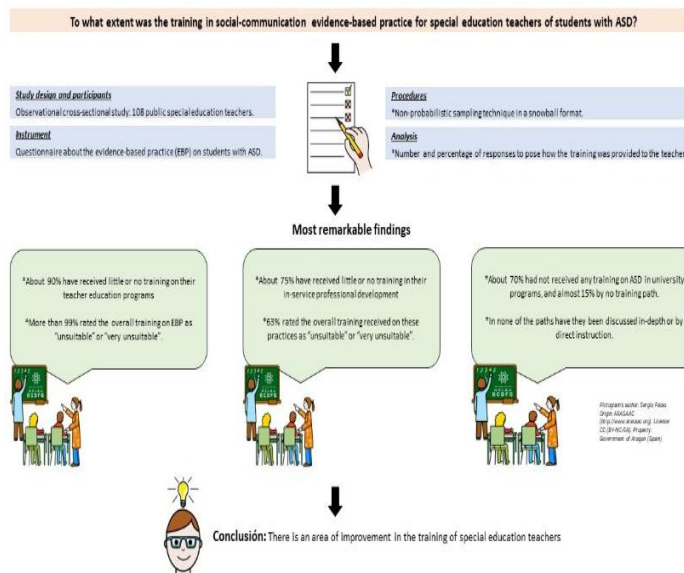 To what extent was the training in social-communication evidence-based practice for special education teachers of students with ASD?
Study design and participants
Observational cross-sectional study: 108 public special education teachers.
Instrument
Questionnaire about the evidence-based practice (EBP) on students with ASD.
Procedures
*Non-probabilistic sampling technique in a snowball format.
Analysis
*Number and percentage of responses to pose how the training was provided to the teacher
Most remarkable findings
*About 90% have received little or no training on their
teacher education programs
*More than 99% rated the overall training on EBP as
"unsuitable" or "very unsuitable".
*About 75% have received little or no training in their
in-service professional development
*63% rated the overall training received on these
practices as "unsuitable" or "very unsuitable".
*About 70% had not received any training on ASD in university
programs, and almost 15% by no training path.
*In none of the paths have they been discussed in-depth or by
direct instruction.
Pictograms author: Sergio Palao.
Origin: ARASAAC
(http://www.arasaac.org). License:
CC (BY-NC-SA). Property:
Government of Aragon (Spain)
Conclusión: There is an area of improvement in the training of special education teachers